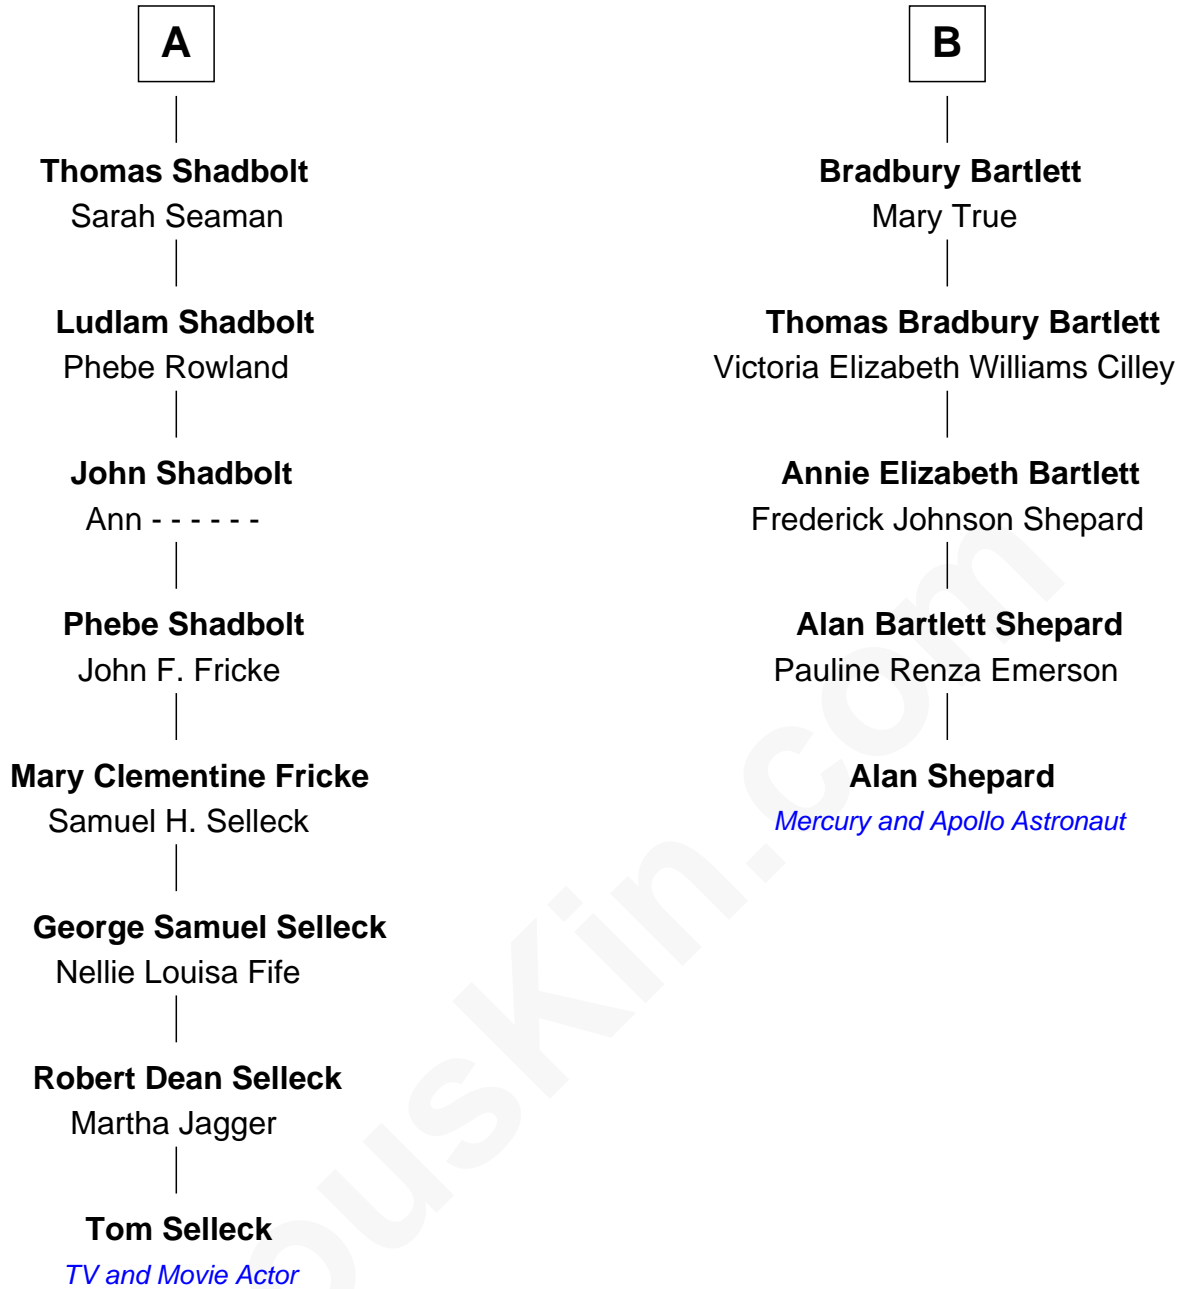 A
Thomas Shadbolt
Sarah Seaman
Ludlam Shadbolt
Phebe Rowland
John Shadbolt
Ann - - - - - -
Phebe Shadbolt
John F. Fricke
Mary Clementine Fricke
Samuel H. Selleck
George Samuel Selleck
Nellie Louisa Fife
Robert Dean Selleck
Martha Jagger
Tom Selleck
TV and Movie Actor
B
Bradbury Bartlett
Mary True
Thomas Bradbury Bartlett
Victoria Elizabeth Williams Cilley
Annie Elizabeth Bartlett
Frederick Johnson Shepard
Alan Bartlett Shepard
Pauline Renza Emerson
Alan Shepard
Mercury and Apollo Astronaut
ousKin.com